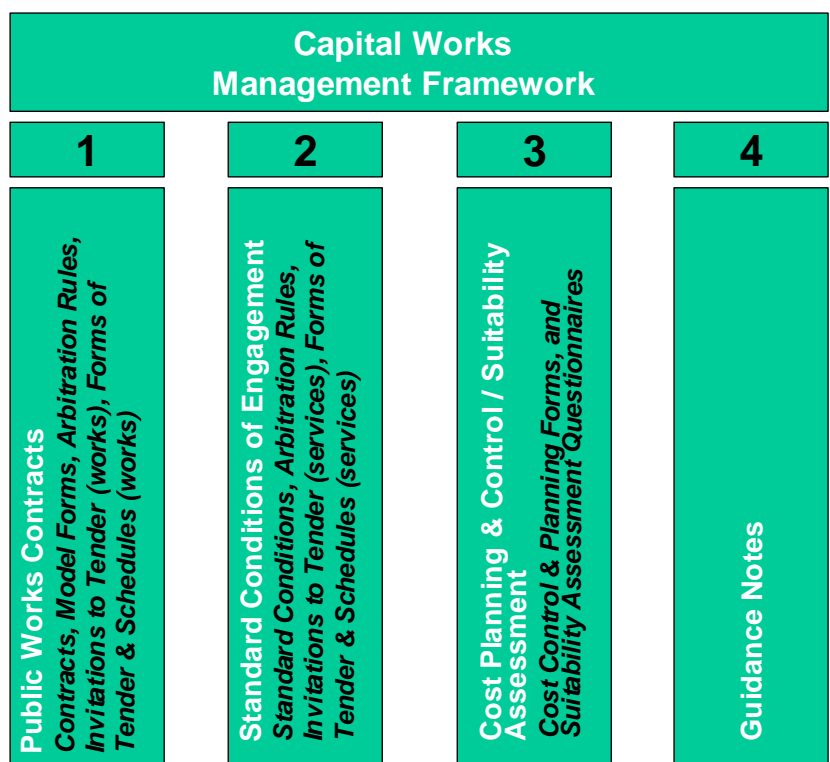 Capital Works
Management Framework
1
2
3
4
Public Works Contracts
Contracts, Model Forms, Arbitration Rules,
Invitations to Tender (works), Forms of
Tender & Schedules (works)
Standard Conditions of Engagement
Standard Conditions, Arbitration Rules,
Invitations to Tender (services), Forms of
Tender & Schedules (services)
Cost Planning & Control / Suitability
Assessment
Cost Control & Planning Forms, and
Suitability Assessment Questionnaires
Guidance Notes